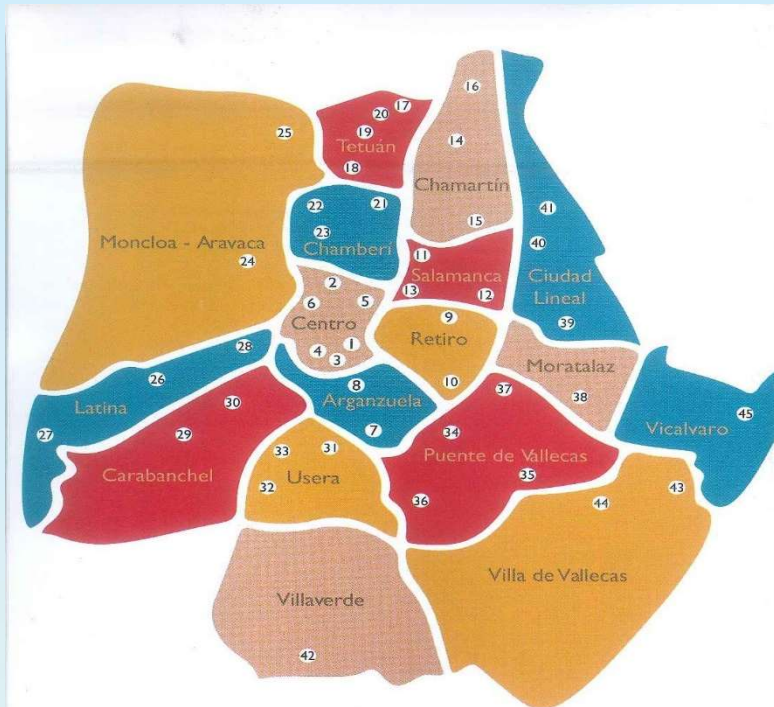 16
17
20
14
25
19
Tetuán
18
Chamartín
22
21
41
15
23
40
Moncloa - Aravaca
Chamberí
11
24
Salamanca
Ciudad
Lineal
2
13
12
6
5
9
39
Centro
1
Retiro
28
4
3
Moratalaz
26
8
10
37
38
Latina
30
Arganzuela
45
27
29
7
34
Vicalvaro
33
31
Puente de Vallecas
Carabanchel
Usera
35
32
36
44
43
Villa de Vallecas
Villaverde
42